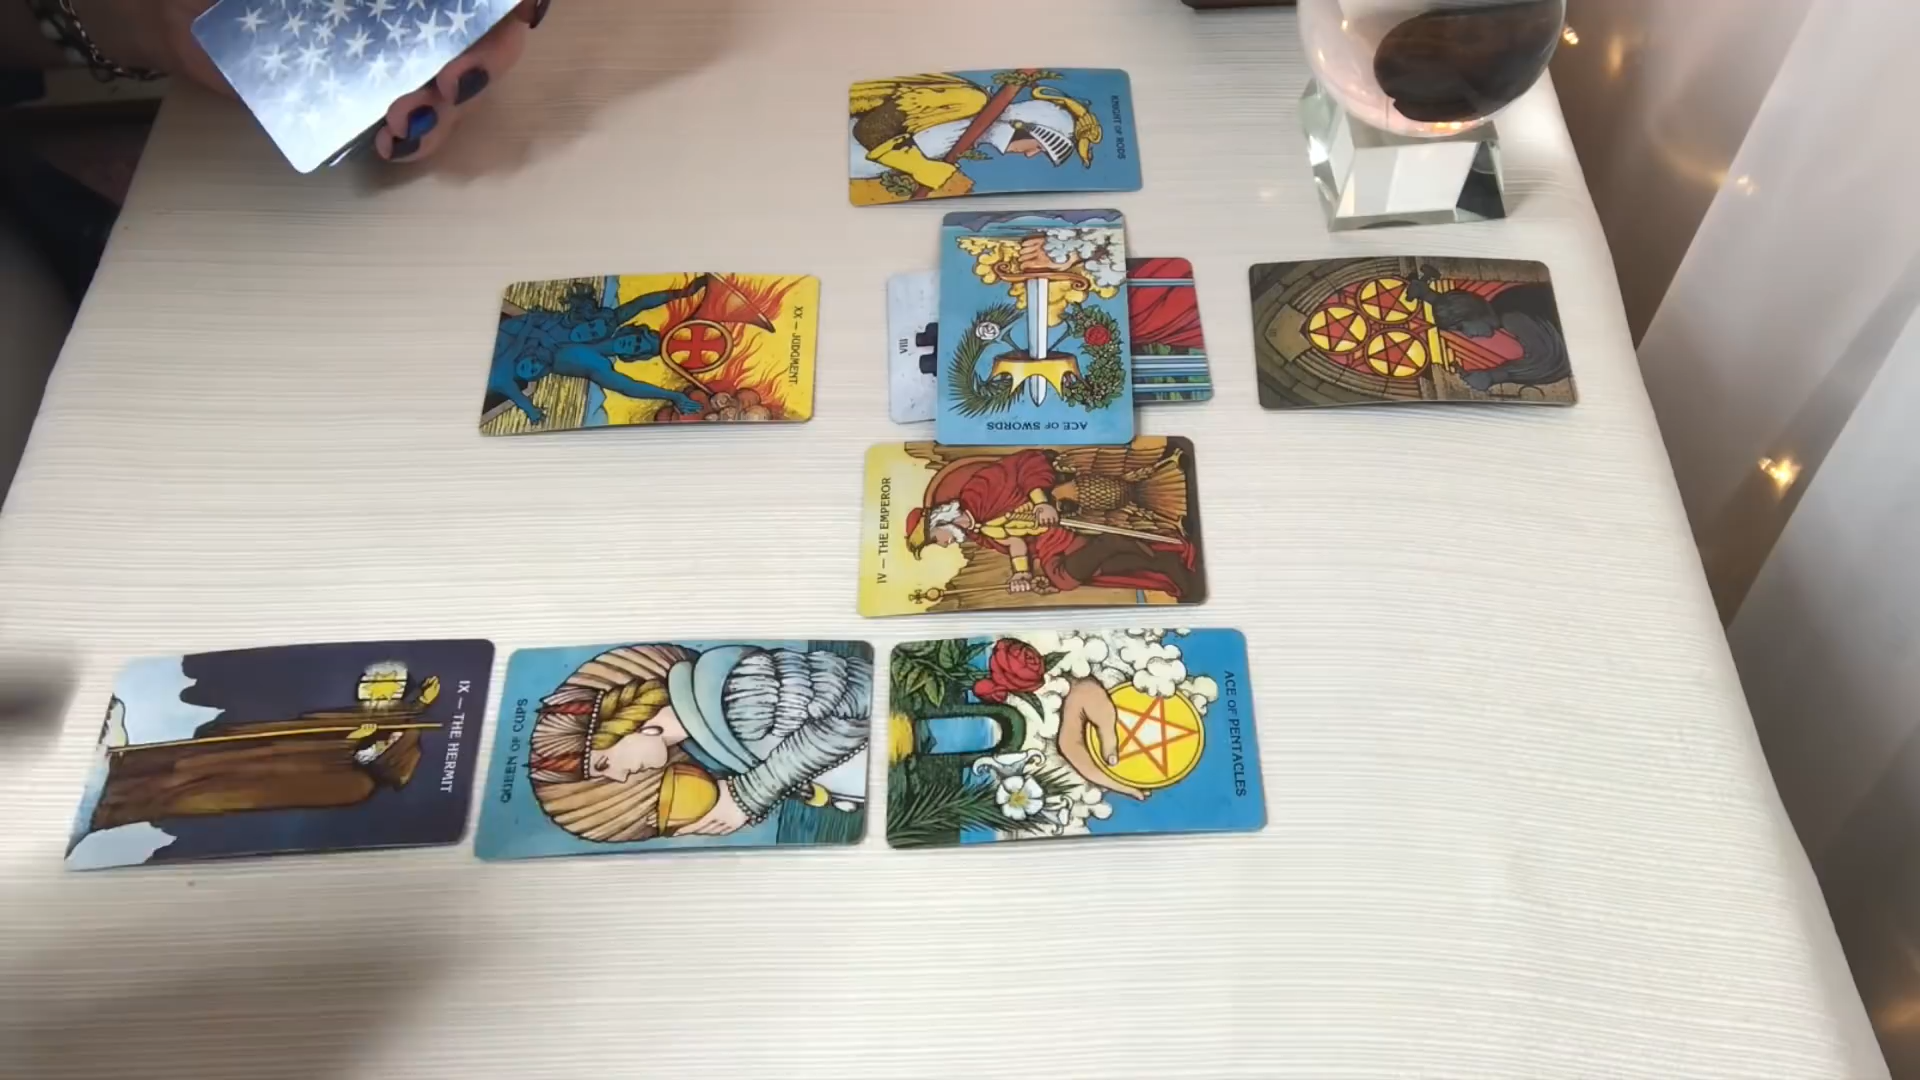 KNIGHT OF RODS
XX — JUDGMENT.
VIII
ACE OF SWORDS
IV — THE EMPEROR
IX — THE HERMIT
QUEEN OF CUPS
ACE OF PENTACLES